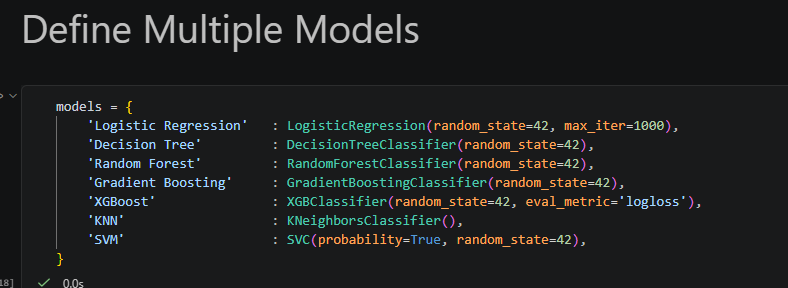 Define Multiple Models
models = {
    'Logistic Regression'   : LogisticRegression(random_state=42, max_iter=1000),
    'Decision Tree'         : DecisionTreeClassifier(random_state=42),
    'Random Forest'         : RandomForestClassifier(random_state=42),
    'Gradient Boosting'     : GradientBoostingClassifier(random_state=42),
    'XGBoost'               : XGBClassifier(random_state=42, eval_metric='logloss'),
    'KNN'                   : KNeighborsClassifier(),
    'SVM'                   : SVC(probability=True, random_state=42),
}
18] 0.0s